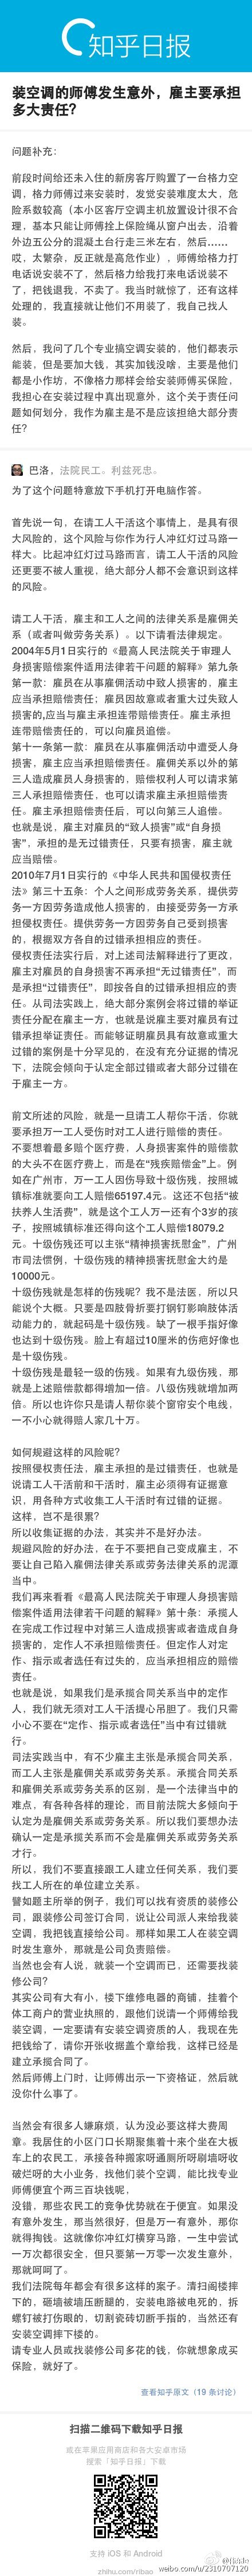 知乎日报
装空调的师傅发生意外，雇主要承担
多大责任？
问题补充：
前段时间给还未入住的新房客厅购置了一台格力空
调，格力师傅过来安装时，发觉安装难度太大，危
险系数较高（本小区客厅空调主机放置设计很不合
理，基本只能让师傅拴上保险绳从窗户出去，沿着
外边五公分的混凝土台行走三米左右，然后……
哎，太繁杂，反正就是高危作业），师傅给格力打
电话说安装不了，然后格力给我打来电话说装不
了，把钱退我，不卖了。我当时就惊了，还有这样
处理的，我直接就让他们不用装了，我自己找人
装。
然后，我问了几个专业搞空调安装的，他们都表示
能装，但是要加大钱，其实加钱没啥，主要是他们
都是小作坊，不像格力那样会给安装师傅买保险，
我担心在安装过程中真出现意外，这个关于责任问
题如何划分，我作为雇主是不是应该担绝大部分责
任？
巴洛，法院民工。利兹死忠。
为了这个问题特意放下手机打开电脑作答。
首先说一句，在请工人干活这个事情上，是具有很
大风险的，这个风险与你作为行人冲红灯过马路一
样大。比起冲红灯过马路而言，请工人干活的风险
还更要不被人重视，绝大部分人都不会意识到这样
的风险。
请工人干活，雇主和工人之间的法律关系是雇佣关
系（或者叫做劳务关系）。以下请看法律规定。
2004年5月1日实行的《最高人民法院关于审理人
身损害赔偿案件适用法律若干问题的解释》第九条
第一款：雇员在从事雇佣活动中致人损害的，雇主
应当承担赔偿责任；雇员因故意或者重大过失致人
损害的,应当与雇主承担连带赔偿责任。雇主承担
连带赔偿责任的，可以向雇员追偿。
第十一条第一款：雇员在从事雇佣活动中遭受人身
损害，雇主应当承担赔偿责任。雇佣关系以外的第
三人造成雇员人身损害的，赔偿权利人可以请求第
三人承担赔偿责任，也可以请求雇主承担赔偿责
任。雇主承担赔偿责任后，可以向第三人追偿。
也就是说，雇主对雇员的“致人损害”或“自身损
害”，承担的是无过错责任，只要有损害，雇主就
应当赔偿。
2010年7月1日实行的《中华人民共和国侵权责任
法》第三十五条：个人之间形成劳务关系，提供劳
务一方因劳务造成他人损害的，由接受劳务一方承
担侵权责任。提供劳务一方因劳务自己受到损害
的，根据双方各自的过错承担相应的责任。
侵权责任法实行后，对上述司法解释进行了更改，
雇主对雇员的自身损害不再承担“无过错责任”，而
是承担“过错责任”，即按各自的过错承担相应的责
任。从司法实践上，绝大部分案例会将过错的举证
责任分配在雇主一方，也就是说雇主要对雇员有过
错承担举证责任。而能够证明雇员具有故意或重大
过错的案例是十分罕见的，在没有充分证据的情况
下，法院会倾向于认定全部过错或者大部分过错在
于雇主一方。
前文所述的风险，就是一旦请工人帮你干活，你就
要承担万一工人受伤时对工人进行赔偿的责任。
不要想着最多赔个医疗费，人身损害案件的赔偿款
的大头不在医疗费上，而是在“残疾赔偿金”上。例
如在广州市，万一工人因伤导致十级伤残，按照城
镇标准就要向工人赔偿65197.4元。这还不包括“被
扶养人生活费”，就是这个工人万一还有个3岁的孩
子，按照城镇标准还得向这个工人赔偿18079.2
元。十级伤残还可以主张“精神损害抚慰金”，广州
市司法惯例，十级伤残的精神损害抚慰金大约是
10000元。
十级伤残就是怎样的伤残呢？我不是法医，所以只
能说个大概。只要是四肢骨折要打钢钉影响肢体活
动能力的，就起码是十级伤残。缺了一根手指好像
也达到十级伤残。脸上有超过10厘米的伤疤好像也
是十级伤残。
十级伤残是最轻一级的伤残。如果有九级伤残，那
就是上述赔偿款都得增加一倍。八级伤残就增加两
倍。所以也许你只是请人帮你装个窗帘安个电线，
一不小心就得赔人家几十万。
如何规避这样的风险呢？
按照侵权责任法，雇主承担的是过错责任，也就是
说请工人干活前和干活时，雇主必须得有证据意
识，用各种方式收集工人干活时有过错的证据。
这样，岂不是很累？
所以收集证据的办法，其实并不是好办法。
规避风险的好办法，在于不要把自己变成雇主，不
要让自己陷入雇佣法律关系或劳务法律关系的泥潭
当中。
我们再来看看《最高人民法院关于审理人身损害赔
偿案件适用法律若干问题的解释》第十条：承揽人
在完成工作过程中对第三人造成损害或者造成自身
损害的，定作人不承担赔偿责任。但定作人对定
作、指示或者选任有过失的，应当承担相应的赔偿
责任。
也就是说，如果我们是承揽合同关系当中的定作
人，我们就无须对工人干活提心吊胆了。我们只需
小心不要在“定作、指示或者选任”当中有过错就
行。
司法实践当中，有不少雇主主张是承揽合同关系，
而工人主张是雇佣关系或劳务关系。承揽合同关系
和雇佣关系或劳务关系的区别，是一个法律当中的
难点，有各种各样的理论，而目前法院大多倾向于
认定为是雇佣关系或劳务关系。所以我们要想办法
确认一定是承揽关系而不会是雇佣关系或劳务关系
才行。
所以，我们不要直接跟工人建立任何关系，我们要
找工人所在的单位建立关系。
譬如题主所举的例子，我们可以找有资质的装修公
司，跟装修公司签订合同，说让公司派人来给我装
空调，我把钱直接给公司。那样如果工人在装空调
时发生意外，那就是公司负责赔偿。
当然也会有人说，就装一个空调而已，还需要找装
修公司？
其实公司有大有小，楼下维修电器的商铺，挂着个
体工商户的营业执照的，跟他们说请一个师傅给我
装空调，一定要请有安装空调资质的人，我现在先
把钱给了，请你开张收据盖个章给我，这样已经是
建立承揽合同了。
然后师傅上门时，让师傅出示一下资格证，然后就
没你什么事了。
当然会有很多人嫌麻烦，认为没必要这样大费周
章。我居住的小区门口长期聚集着十来个坐在大板
车上的农民工，承接各种搬家呀通厕所呀刷墙呀收
破烂呀的大小业务，找他们装个空调，能比找专业
师傅便宜个两三百块钱呢，
没错，那些农民工的竞争优势就在于便宜。如果没
有意外发生，那当然很好，但是万一有意外，那你
就得掏钱。这就像你冲红灯横穿马路，一生中尝试
一万次都很安全，但只要第一万零一次发生意外，
那就呵呵了。
我们法院每年都会有很多这样的案子。清扫阁楼摔
下的，砸墙被墙压断腿的，安装电路被电死的，拆
螺钉被打伤眼的，切割瓷砖切断手指的，当然还有
安装空调摔下楼的。
请专业人员或找装修公司多花的钱，你就想象成买
保险，就好了。
查看知乎原文（19 条讨论）
扫描二维码下载知乎日报
或在苹果应用商店和各大安卓市场
搜索「知乎日报」下载
支持 iOS 和 Android
zhihu.com/ribao
weibo.com/u/2310707120